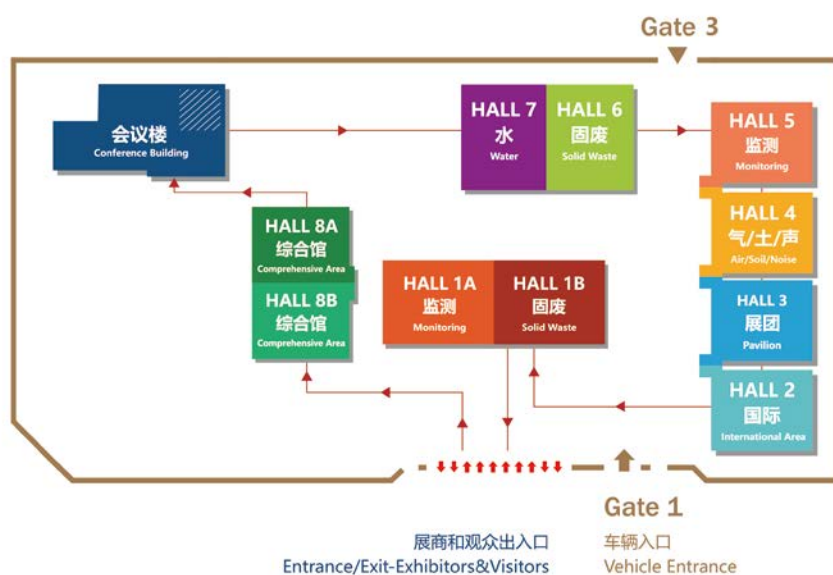 Gate 3
会议楼
Conference Building
HALL 7
水
Water
HALL 6
固废
Solid Waste
HALL 5
监测
Monitoring
HALL 8A
综合馆
Comprehensive Area
HALL 4
气/土/声
Air/Soil/Noise
HALL 8B
综合馆
Comprehensive Area
HALL 1A
监测
Monitoring
HALL 1B
固废
Solid Waste
HALL 3
展团
Pavilion
HALL 2
国际
International Area
Gate 1
展商和观众出入口
Entrance/Exit-Exhibitors&Visitors
车辆入口
Vehicle Entrance